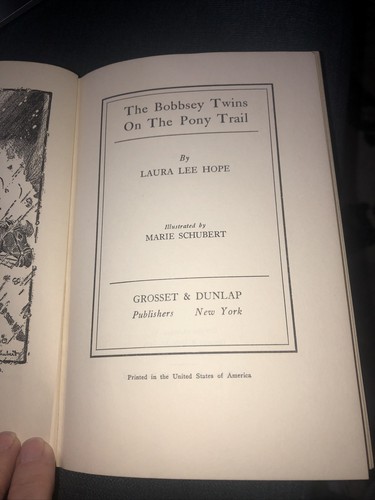 The Bobbsey Twins
On The Pony Trail
By
LAURA LEE HOPE
Illustrated by
MARIE SCHUBERT
GROSSET & DUNLAP
Publishers New York
Printed in the United States of America